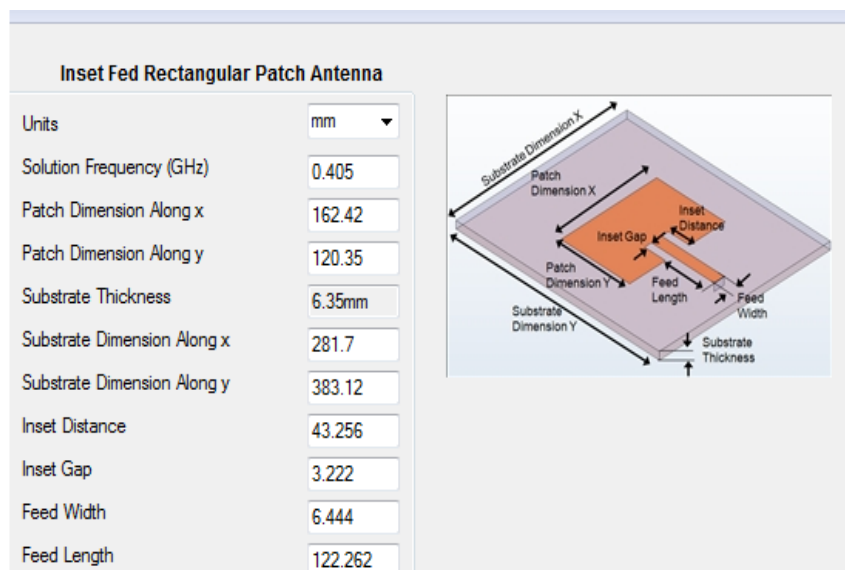 Inset Fed Rectangular Patch Antenna
Units mm
Solution Frequency (GHz) 0.405
Patch Dimension Along x 162.42
Patch Dimension Along y 120.35
Substrate Thickness 6.35mm
Substrate Dimension Along x 281.7
Substrate Dimension Along y 383.12
Inset Distance 43.256
Inset Gap 3.222
Feed Width 6.444
Feed Length 122.262
Substrate Dimension X
Patch
Dimension X
Inset
Distance
Inset Gap
Patch
Dimension Y
Feed
Length
Feed
Width
Substrate
Dimension Y
Substrate
Thickness